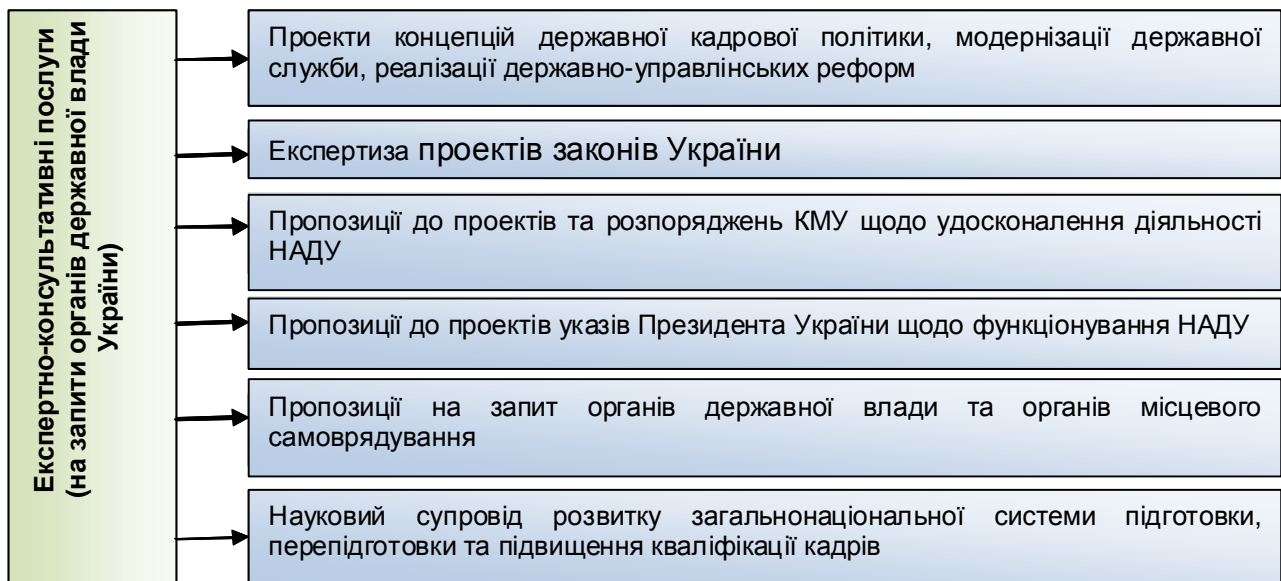 Експертно-консультативні послуги
(на запити органів державної влади
України)
Проекти концепцій державної кадрової політики, модернізації державної
служби, реалізації державно-управлінських реформ
Експертиза проектів законів України
Пропозиції до проектів та розпоряджень КМУ щодо удосконалення діяльності
НАДУ
Пропозиції до проектів указів Президента України щодо функціонування НАДУ
Пропозиції на запит органів державної влади та органів місцевого
самоврядування
Науковий супровід розвитку загальнонаціональної системи підготовки,
перепідготовки та підвищення кваліфікації кадрів